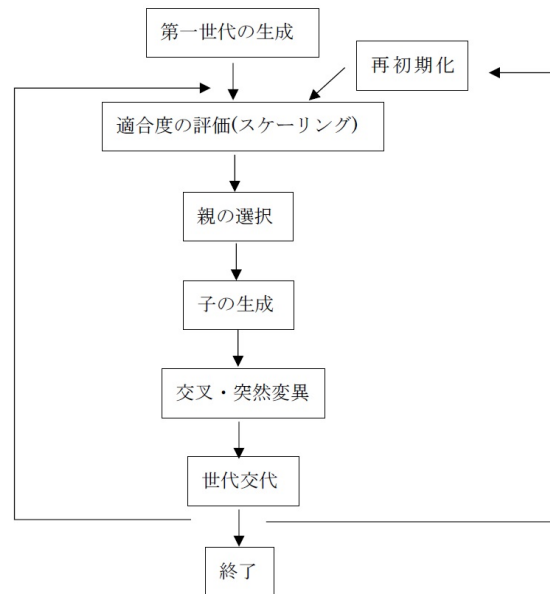 第一世代の生成
再初期化
適合度の評価(スケーリング)
親の選択
子の生成
交叉・突然変異
世代交代
終了